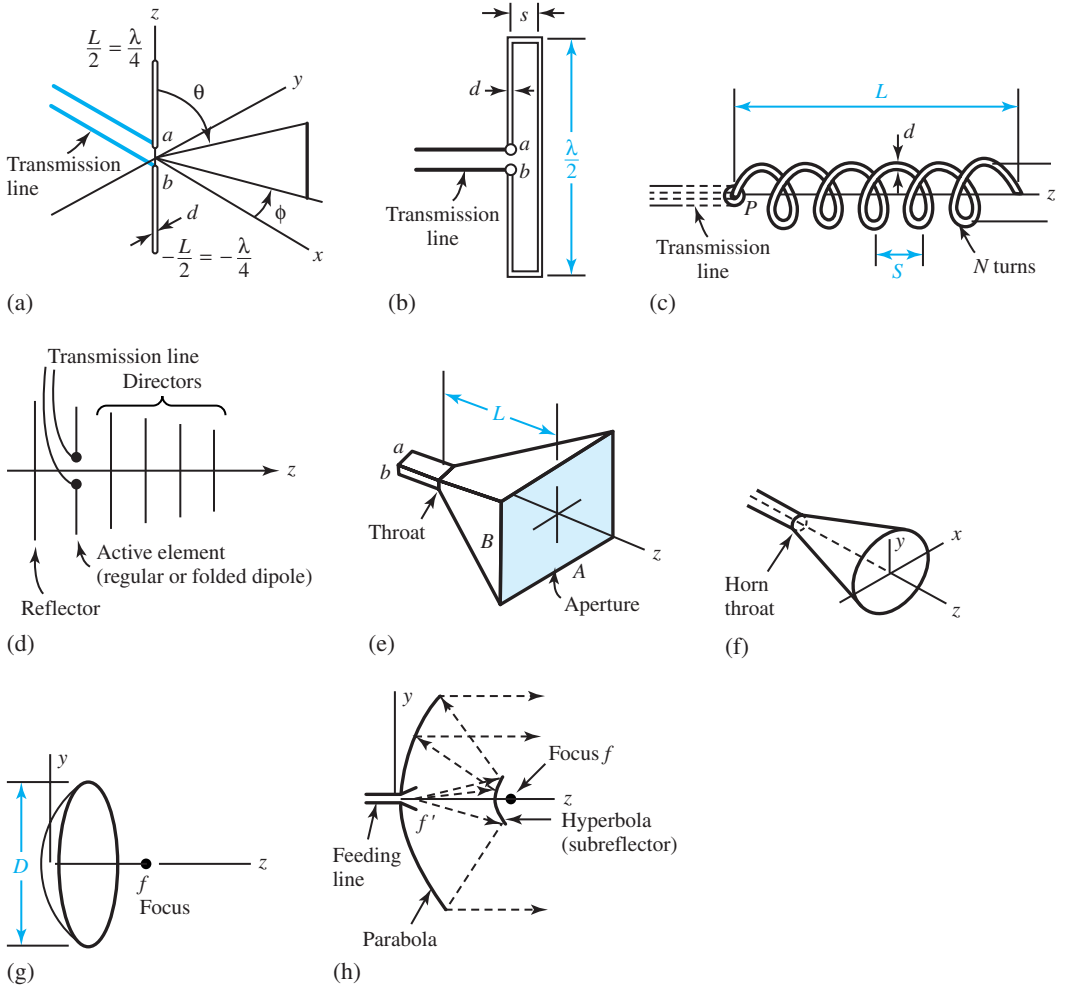 z
L/2 = λ/4
θ
y
a
Transmission
line
b
d
ϕ
-L/2 = -λ/4
x
(a)
s
d
a
b
λ/2
Transmission
line
(b)
L
d
P
z
Transmission
line
S
N turns
(c)
Transmission line
Directors
z
Active element
(regular or folded dipole)
Reflector
(d)
L
a
b
Throat
B
z
A
Aperture
(e)
y
x
Horn
throat
z
(f)
y
D
z
f
Focus
(g)
y
Focus f
z
f'
Hyperbola
(subreflector)
Feeding
line
Parabola
(h)